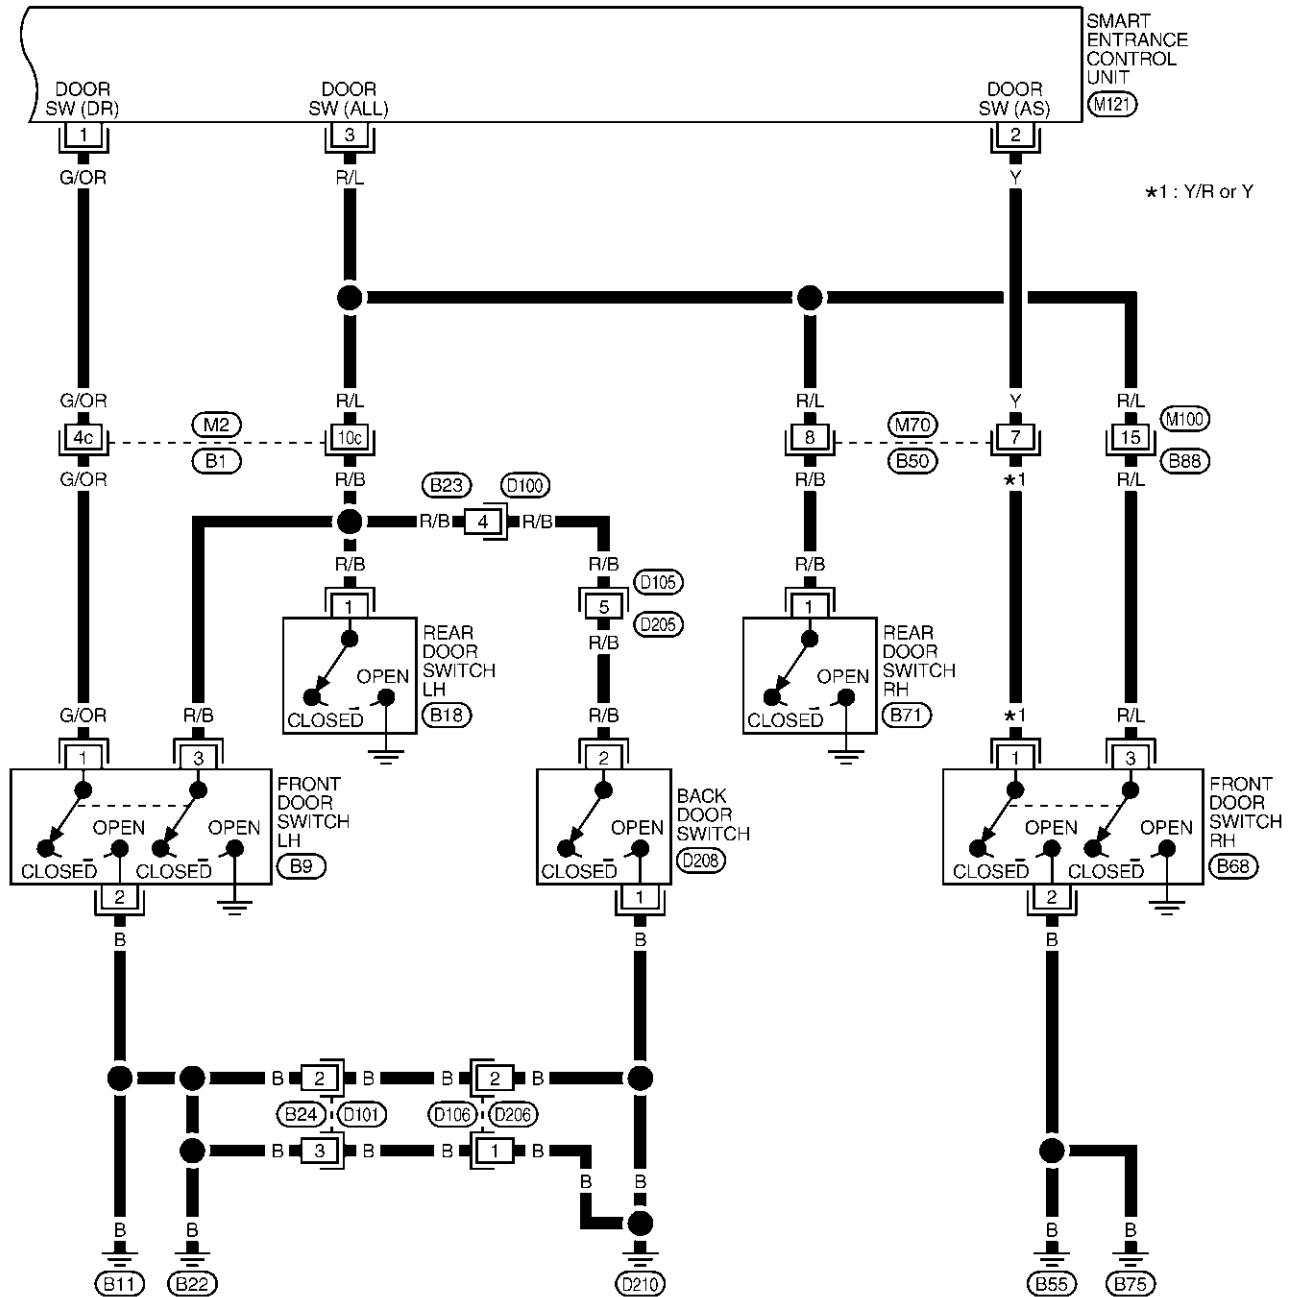 SMART
ENTRANCE
CONTROL
UNIT
M121
DOOR
SW (DR)
DOOR
SW (ALL)
DOOR
SW (AS)
1
3
2
G/OR
R/L
Y
★1 : Y/R or Y
G/OR
R/L
R/L
Y
R/L
4c
M2
B1
10c
8
M70
B50
7
15
M100
B88
G/OR
R/B
R/B
★1
R/L
B23
D100
R/B
4
R/B
R/B
R/B
R/B
1
5
D105
D205
1
R/B
REAR
DOOR
SWITCH
LH
B18
OPEN
CLOSED
REAR
DOOR
SWITCH
RH
B71
OPEN
CLOSED
G/OR
R/B
R/B
★1
R/L
1
3
2
1
3
FRONT
DOOR
SWITCH
LH
B9
OPEN
CLOSED
OPEN
CLOSED
BACK
DOOR
SWITCH
D208
OPEN
CLOSED
FRONT
DOOR
SWITCH
RH
B68
OPEN
CLOSED
OPEN
CLOSED
2
1
2
B
B
B
B
2
B
B
2
B
B24
D101
D106
D206
B
3
B
B
1
B
B
B
B
B
B
B
B11
B22
D210
B55
B75